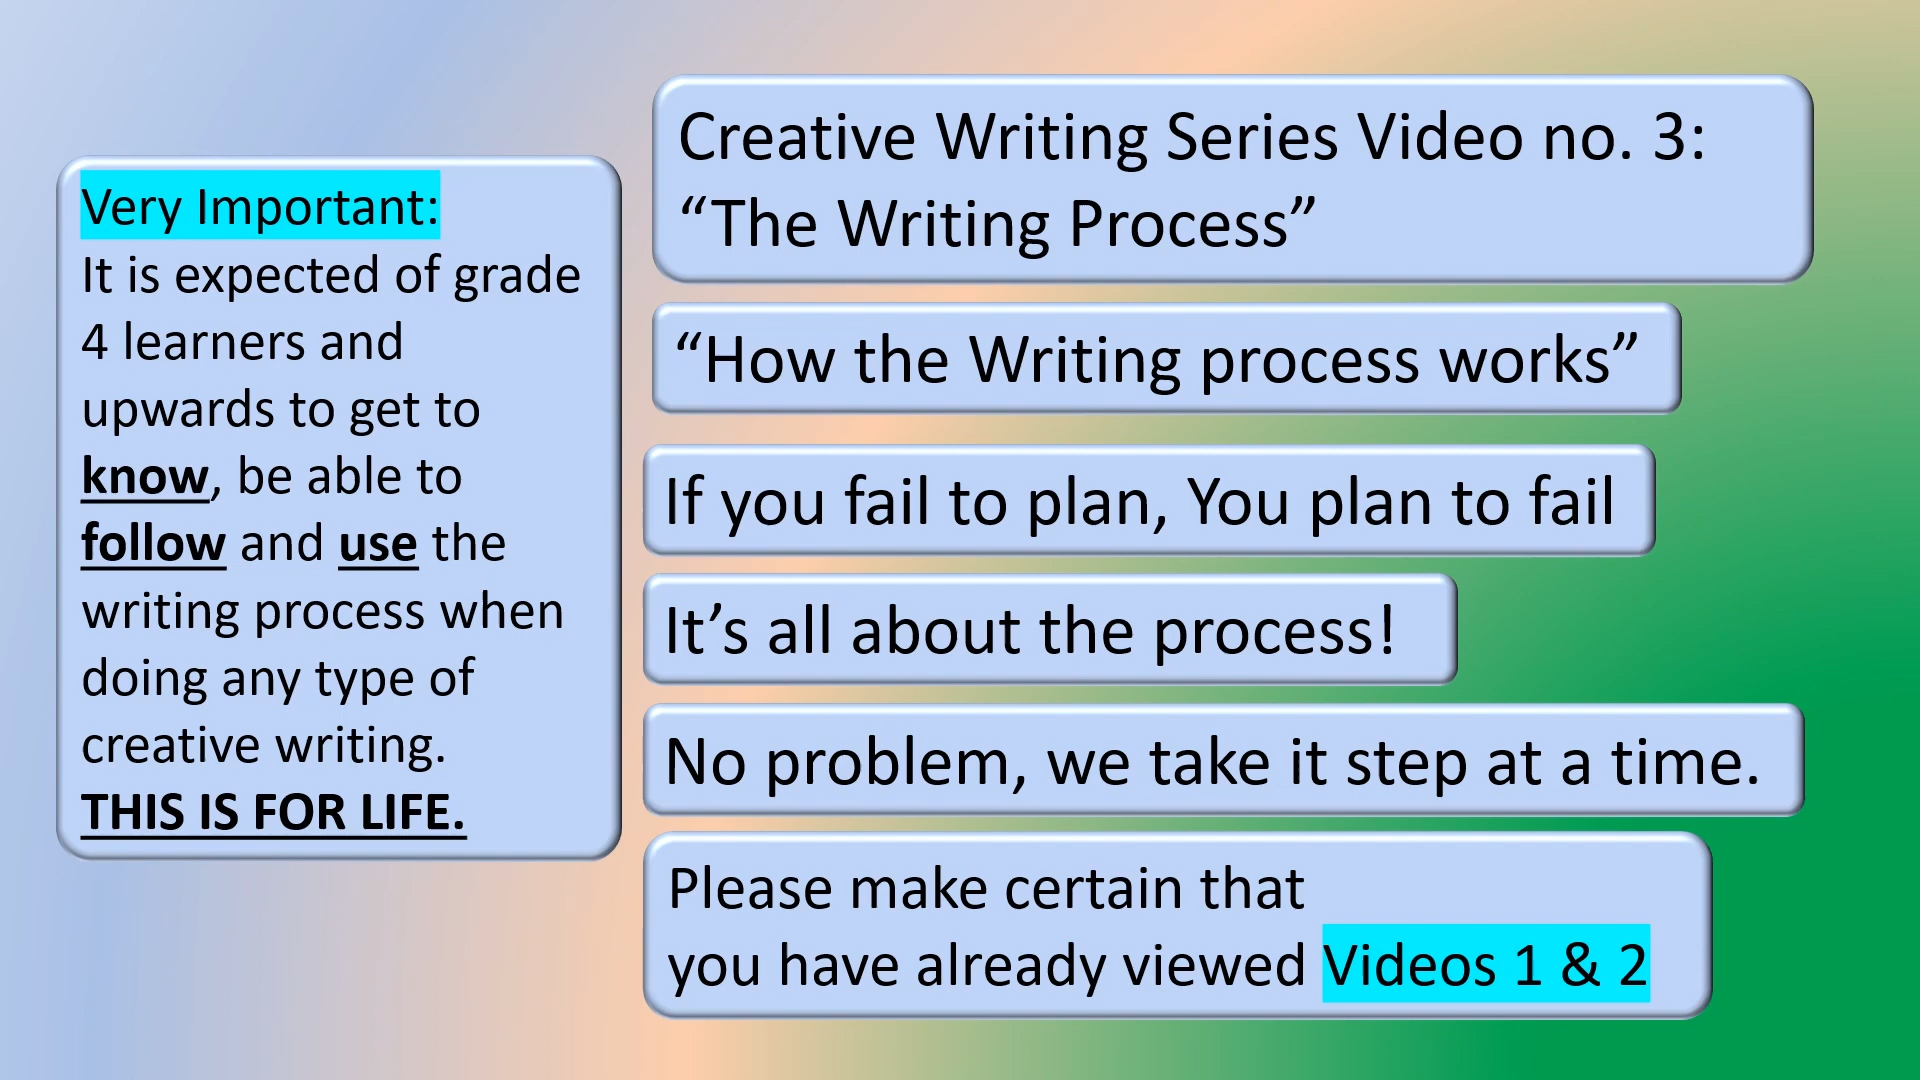 Very Important:
It is expected of grade
4 learners and
upwards to get to
know, be able to
follow and use the
writing process when
doing any type of
creative writing.
THIS IS FOR LIFE.
Creative Writing Series Video no. 3:
“The Writing Process”
“How the Writing process works”
If you fail to plan, You plan to fail
It’s all about the process!
No problem, we take it step at a time.
Please make certain that
you have already viewed Videos 1 & 2